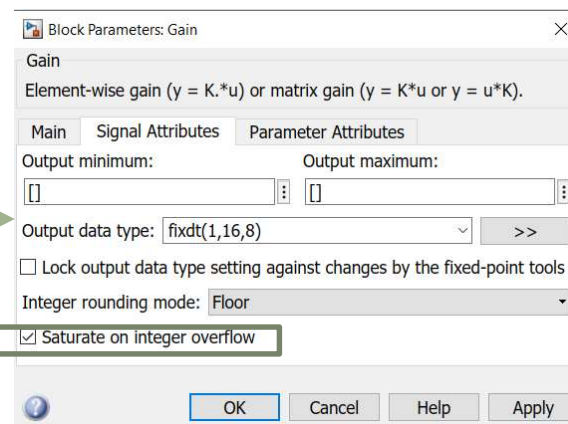 Block Parameters: Gain
Gain
Element-wise gain (y = K.*u) or matrix gain (y = K*u or y = u*K).
Main Signal Attributes Parameter Attributes
Output minimum: Output maximum:
[] []
Output data type: fixdt(1,16,8) >>
Lock output data type setting against changes by the fixed-point tools
Integer rounding mode: Floor
Saturate on integer overflow
OK Cancel Help Apply